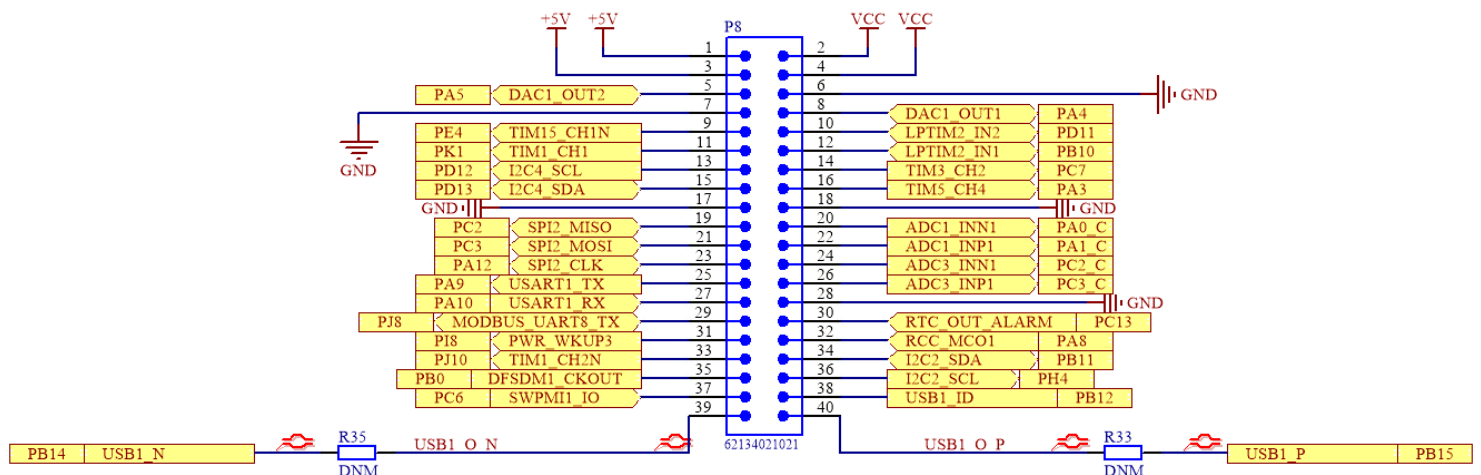 +5V +5V P8 VCC VCC
1 2
3 4
PA5 DAC1_OUT2 5 6 GND
7 8 DAC1_OUT1 PA4
PE4 TIM15_CH1N 9 10 LPTIM2_IN2 PD11
PK1 TIM1_CH1 11 12 LPTIM2_IN1 PB10
GND
PD12 I2C4_SCL 13 14 TIM3_CH2 PC7
PD13 I2C4_SDA 15 16 TIM5_CH4 PA3
GND 17 18 GND
PC2 SPI2_MISO 19 20 ADC1_INN1 PA0_C
PC3 SPI2_MOSI 21 22 ADC1_INP1 PA1_C
PA12 SPI2_CLK 23 24 ADC3_INN1 PC2_C
PA9 USART1_TX 25 26 ADC3_INP1 PC3_C
PA10 USART1_RX 27 28 GND
PJ8 MODBUS_UART8_TX 29 30 RTC_OUT_ALARM PC13
PI8 PWR_WKUP3 31 32 RCC_MCO1 PA8
PJ10 TIM1_CH2N 33 34 I2C2_SDA PB11
PB0 DFSDM1_CKOUT 35 36 I2C2_SCL PH4
PC6 SWPMI1_IO 37 38 USB1_ID PB12
39 40
R35 USB1_O_N 62134021021 USB1_O_P R33
PB14 USB1_N USB1_P PB15
DNM DNM